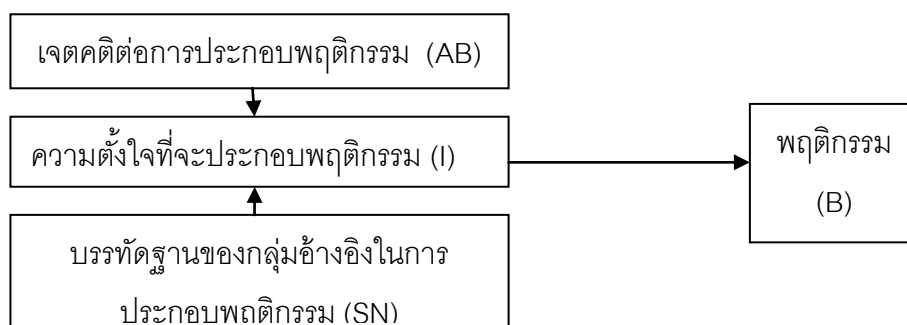 เจตคติต่อการประกอบพฤติกรรม (AB)
ความตั้งใจที่จะประกอบพฤติกรรม (I)
พฤติกรรม
(B)
บรรทัดฐานของกลุ่มอ้างอิงในการ
ประกอบพฤติกรรม (SN)